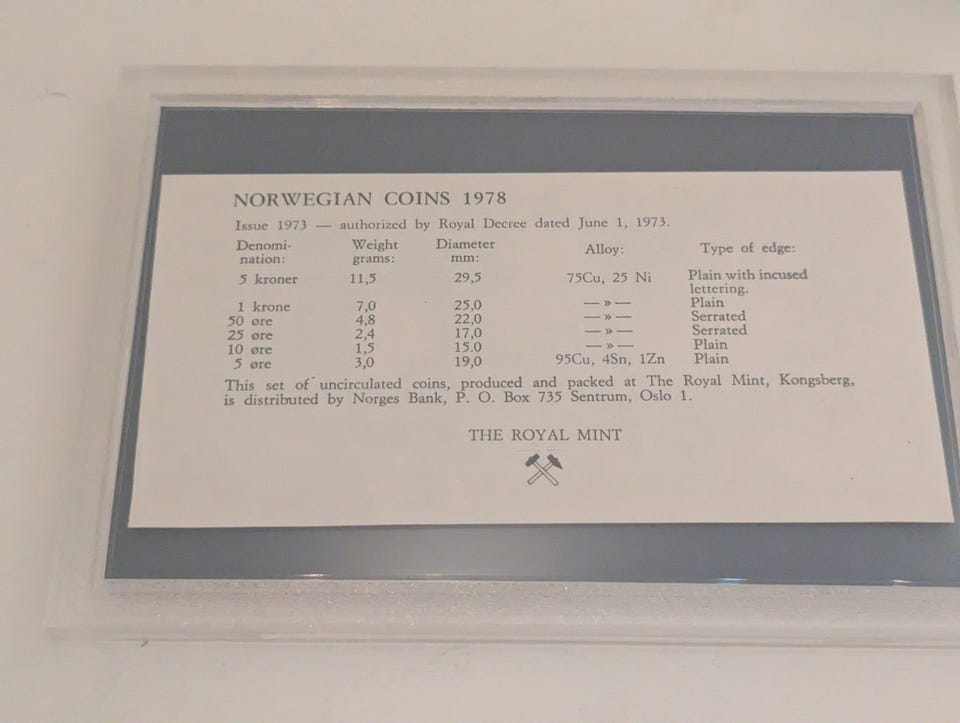 NORWEGIAN COINS 1978
Issue 1973 — authorized by Royal Decree dated June 1, 1973.
Denomi- Weight Diameter Alloy: Type of edge:
nation: grams: mm:
5 kroner 11,5 29,5 75Cu, 25 Ni Plain with incused
lettering.
1 krone 7,0 25,0 — » — Plain
50 øre 4,8 22,0 — » — Serrated
25 øre 2,4 17,0 — » — Serrated
10 øre 1,5 15.0 — » — Plain
5 øre 3,0 19,0 95Cu, 4Sn, 1Zn Plain
This set of uncirculated coins, produced and packed at The Royal Mint, Kongsberg,
is distributed by Norges Bank, P. O. Box 735 Sentrum, Oslo 1.
THE ROYAL MINT